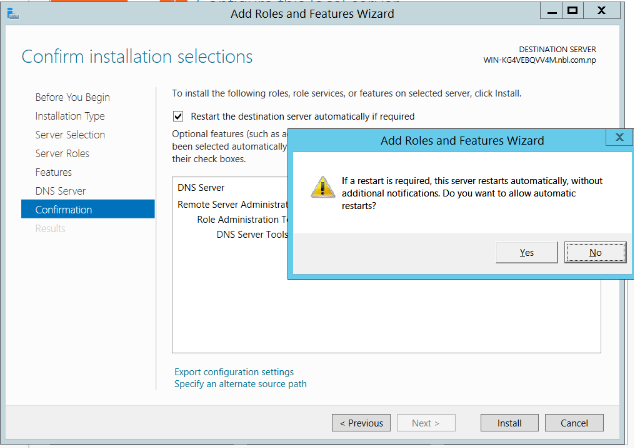 Add Roles and Features Wizard
Confirm installation selections
DESTINATION SERVER
WIN-KG4VEBQVV4M.nbl.com.np
Before You Begin
Installation Type
Server Selection
Server Roles
Features
DNS Server
Confirmation
Results
To install the following roles, role services, or features on selected server, click Install.
Restart the destination server automatically if required
Optional features (such as a
been selected automatically
their check boxes.
DNS Server
Remote Server Administrat
Role Administration T
DNS Server Tools
Add Roles and Features Wizard
X
If a restart is required, this server restarts automatically, without
additional notifications. Do you want to allow automatic
restarts?
Yes
No
Export configuration settings
Specify an alternate source path
< Previous
Next >
Install
Cancel